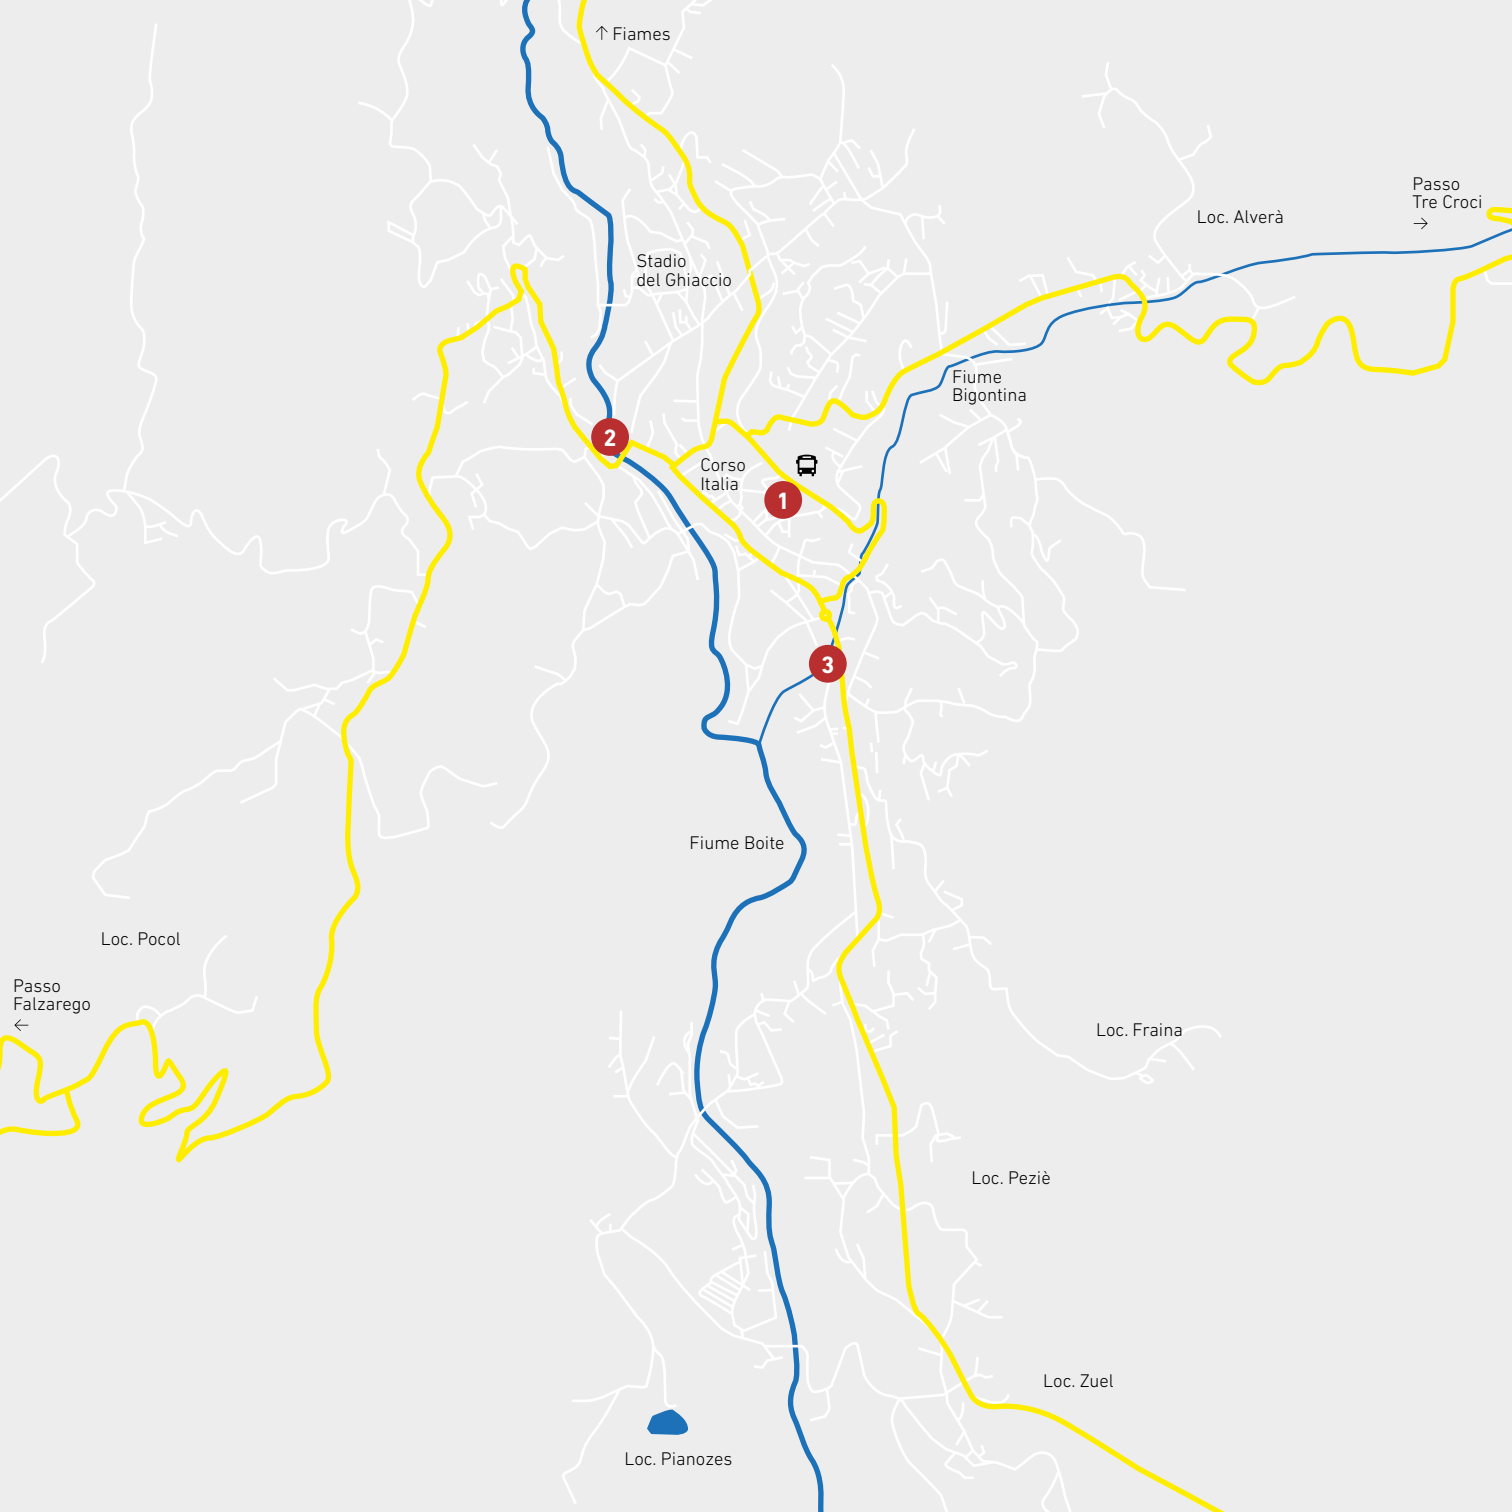 ↑ Fiames
Passo
Tre Croci
→
Loc. Alverà
Stadio
del Ghiaccio
Fiume
Bigontina
2
Corso
Italia
1
3
Fiume Boite
Loc. Pocol
Passo
Falzarego
←
Loc. Fraina
Loc. Peziè
Loc. Zuel
Loc. Pianozes